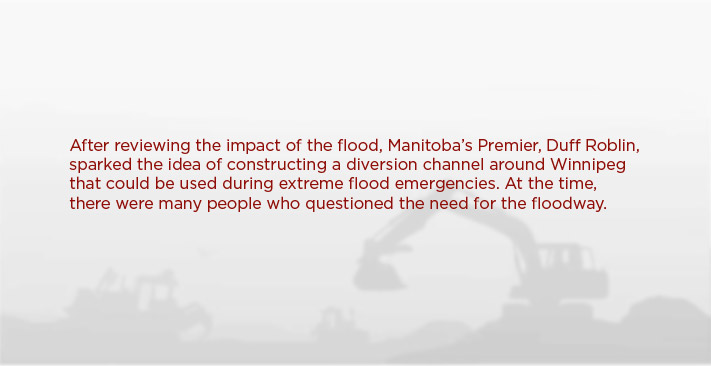 After reviewing the impact of the flood, Manitoba’s Premier, Duff Roblin,
sparked the idea of constructing a diversion channel around Winnipeg
that could be used during extreme flood emergencies. At the time,
there were many people who questioned the need for the floodway.